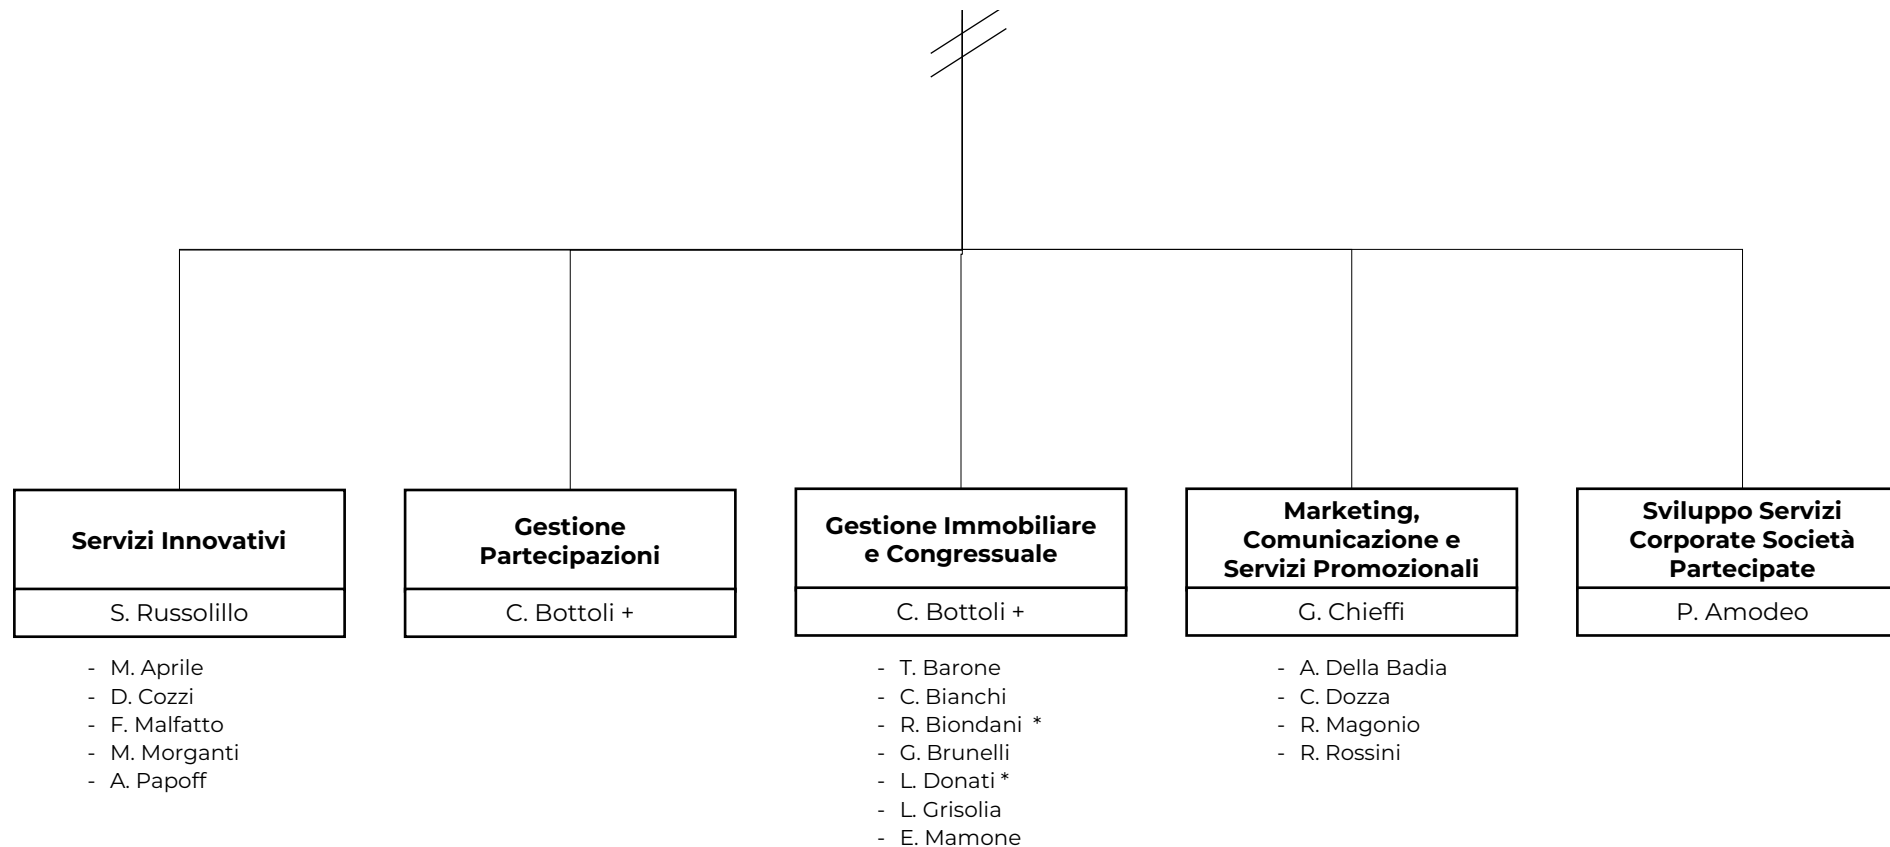 Servizi Innovativi
S. Russolillo
- M. Aprile
- D. Cozzi
- F. Malfatto
- M. Morganti
- A. Papoff
Gestione
Partecipazioni
C. Bottoli +
Gestione Immobiliare
e Congressuale
C. Bottoli +
- T. Barone
- C. Bianchi
- R. Biondani *
- G. Brunelli
- L. Donati *
- L. Grisolia
- E. Mamone
Marketing,
Comunicazione e
Servizi Promozionali
G. Chieffi
- A. Della Badia
- C. Dozza
- R. Magonio
- R. Rossini
Sviluppo Servizi
Corporate Società
Partecipate
P. Amodeo